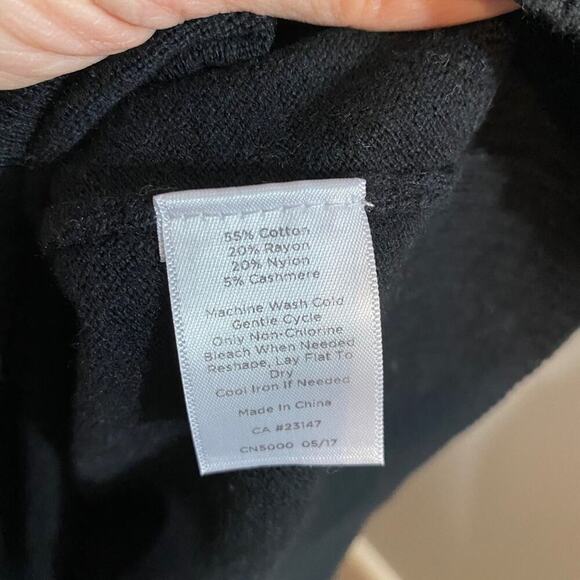 55% Cotton
20% Rayon
20% Nylon
5% Cashmere
Machine Wash Cold
Gentle Cycle
Only Non-Chlorine
Bleach When Needed
Reshape, Lay Flat To
Dry
Cool Iron If Needed
Made In China
CA #23147
CN5000 05/17